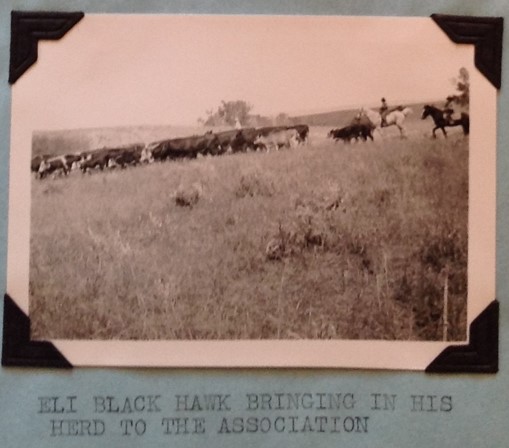 ELI BLACK HAWK BRINGING IN HIS
HERD TO THE ASSOCIATION